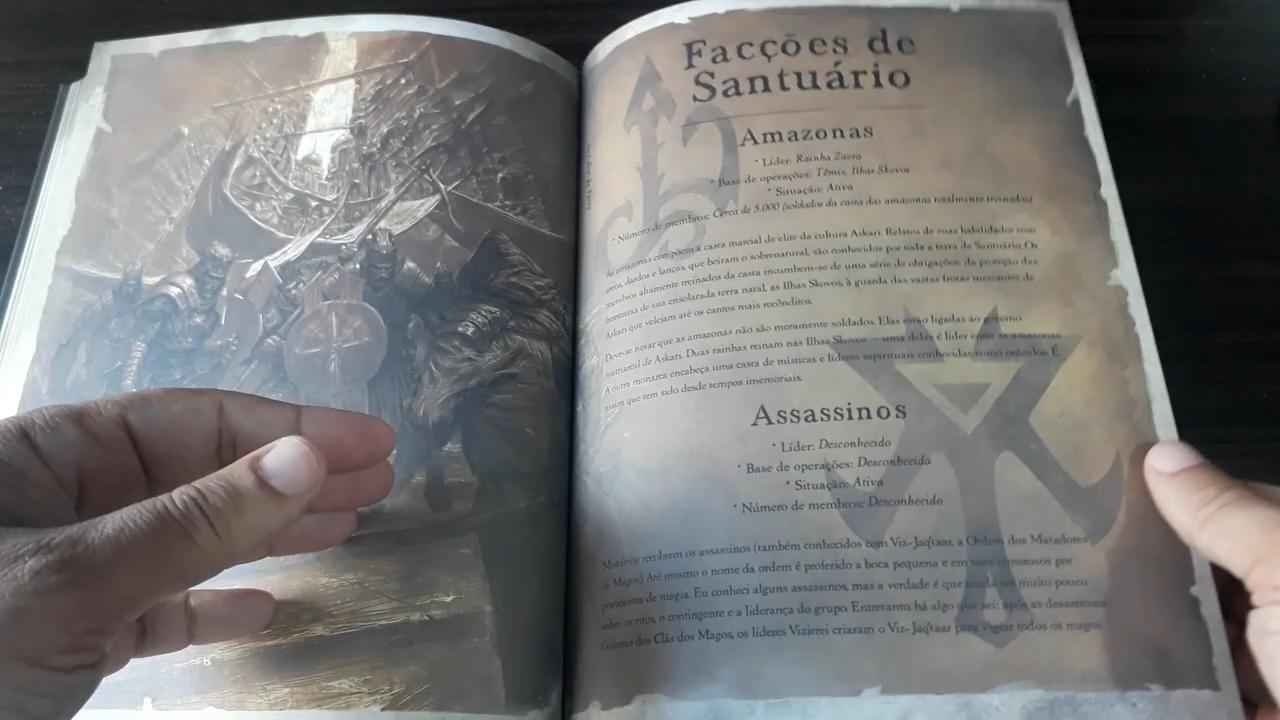 Facções de
Santuário
Amazonas
• Líder: Rainha Zaera
• Base de operações: Têmis, Ilhas Skovos
• Situação: Ativa
• Número de membros: Cerca de 5.000 (soldados da casta das amazonas totalmente treinados)
As amazonas compõem a casta marcial de elite da cultura Askari. Relatos de suas habilidades com
arcos, dardos e lanças, que beiram o sobrenatural, são conhecidos por toda a terra de Santuário. Os
membros altamente treinados da casta incumbem-se de uma série de obrigações: da proteção das
fronteiras de sua ensolarada terra natal, as Ilhas Skovos, à guarda das vastas frotas mercantes de
Askari que velejam até os cantos mais recônditos.
Deve-se notar que as amazonas não são meramente soldados. Elas estão ligadas ao governo
matriarcal de Askari. Duas rainhas reinam nas Ilhas Skovos — uma delas é líder entre as amazonas.
A outra monarca encabeça uma casta de místicas e líderes espirituais conhecidas como oráculos. É
assim que tem sido desde tempos imemoriais.
Assassinos
• Líder: Desconhecido
• Base de operações: Desconhecida
• Situação: Ativa
• Número de membros: Desconhecido
Mistérios recobrem os assassinos (também conhecidos com Viz-Jaq'taar, a Ordem dos Matadores
de Magos). Até mesmo o nome da ordem é proferido a boca pequena e em tons temerosos por
praticantes de magia. Eu conheci alguns assassinos, mas a verdade é que ainda sei muito pouco
sobre os ritos, o contingente e a liderança do grupo. Entretanto, há algo que sei: após as desastrosas
Guerras dos Clãs dos Magos, os líderes Vizjerei criaram o Viz-Jaq'taar para vigiar todos os magos